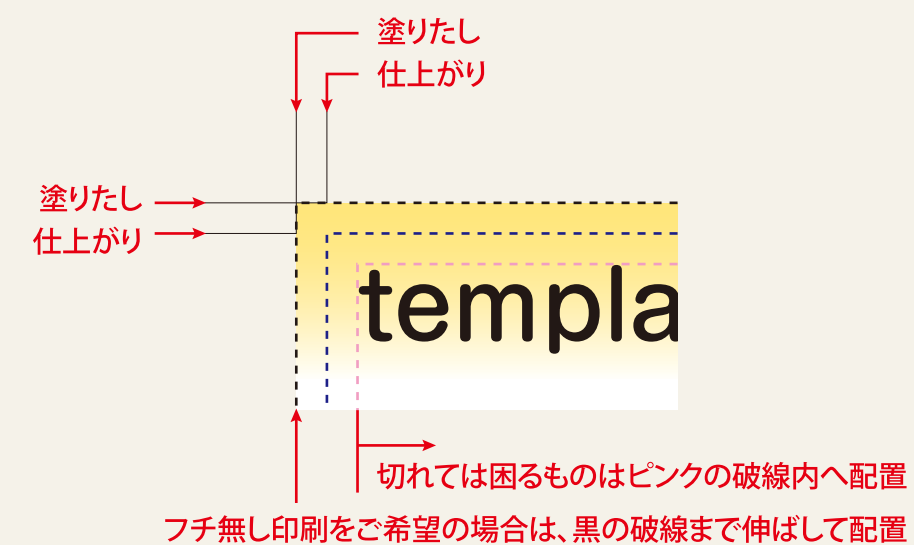 塗りたし
仕上がり
塗りたし
仕上がり
templa
切れては困るものはピンクの破線内へ配置
フチ無し印刷をご希望の場合は、黒の破線まで伸ばして配置